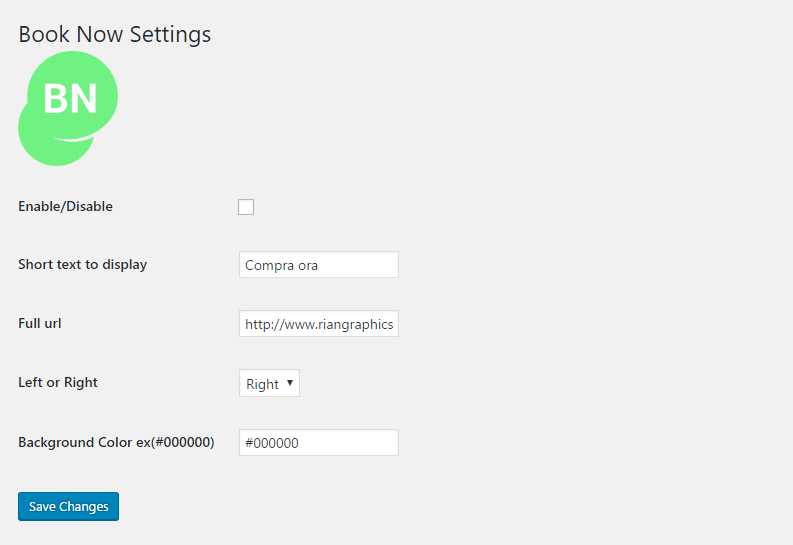 Book Now Settings
BN
Enable/Disable
Short text to display
Compra ora
Full url
http://www.riangraphics
Left or Right
Right
Background Color ex(#000000)
#000000
Save Changes